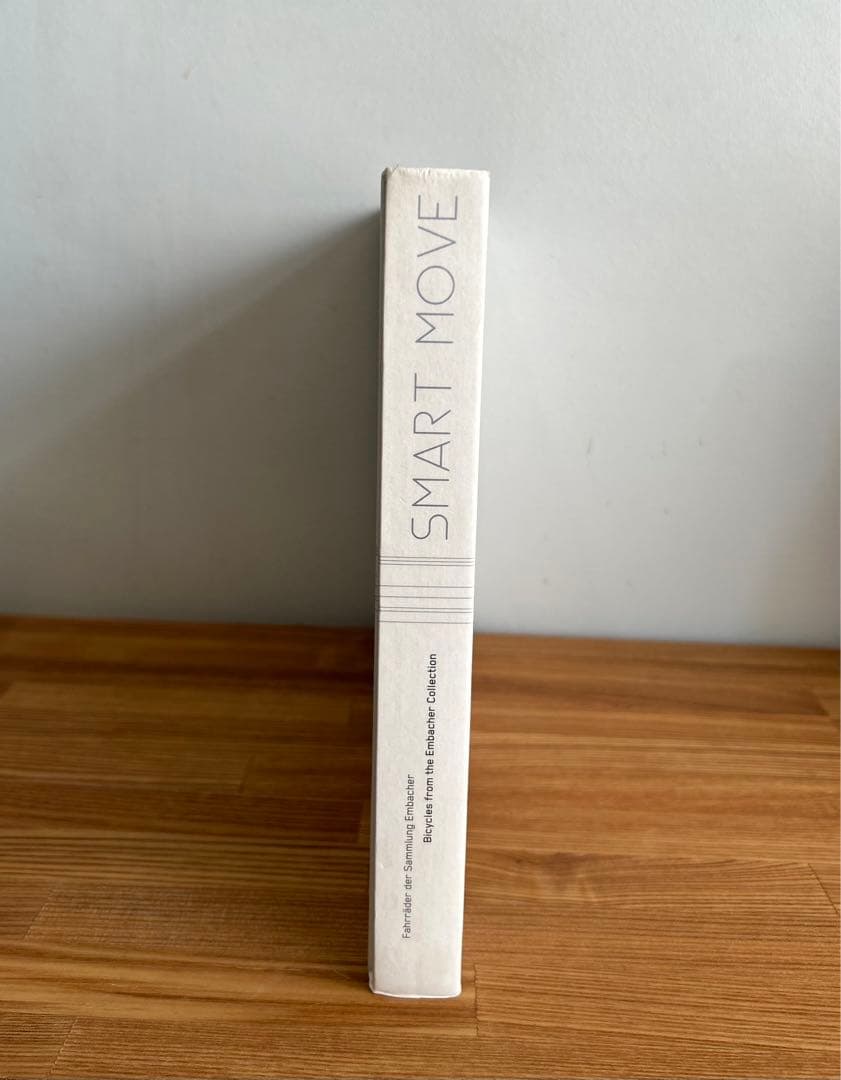 SMART MOVE
Fahrräder der Sammlung Embacher
Bicycles from the Embacher Collection